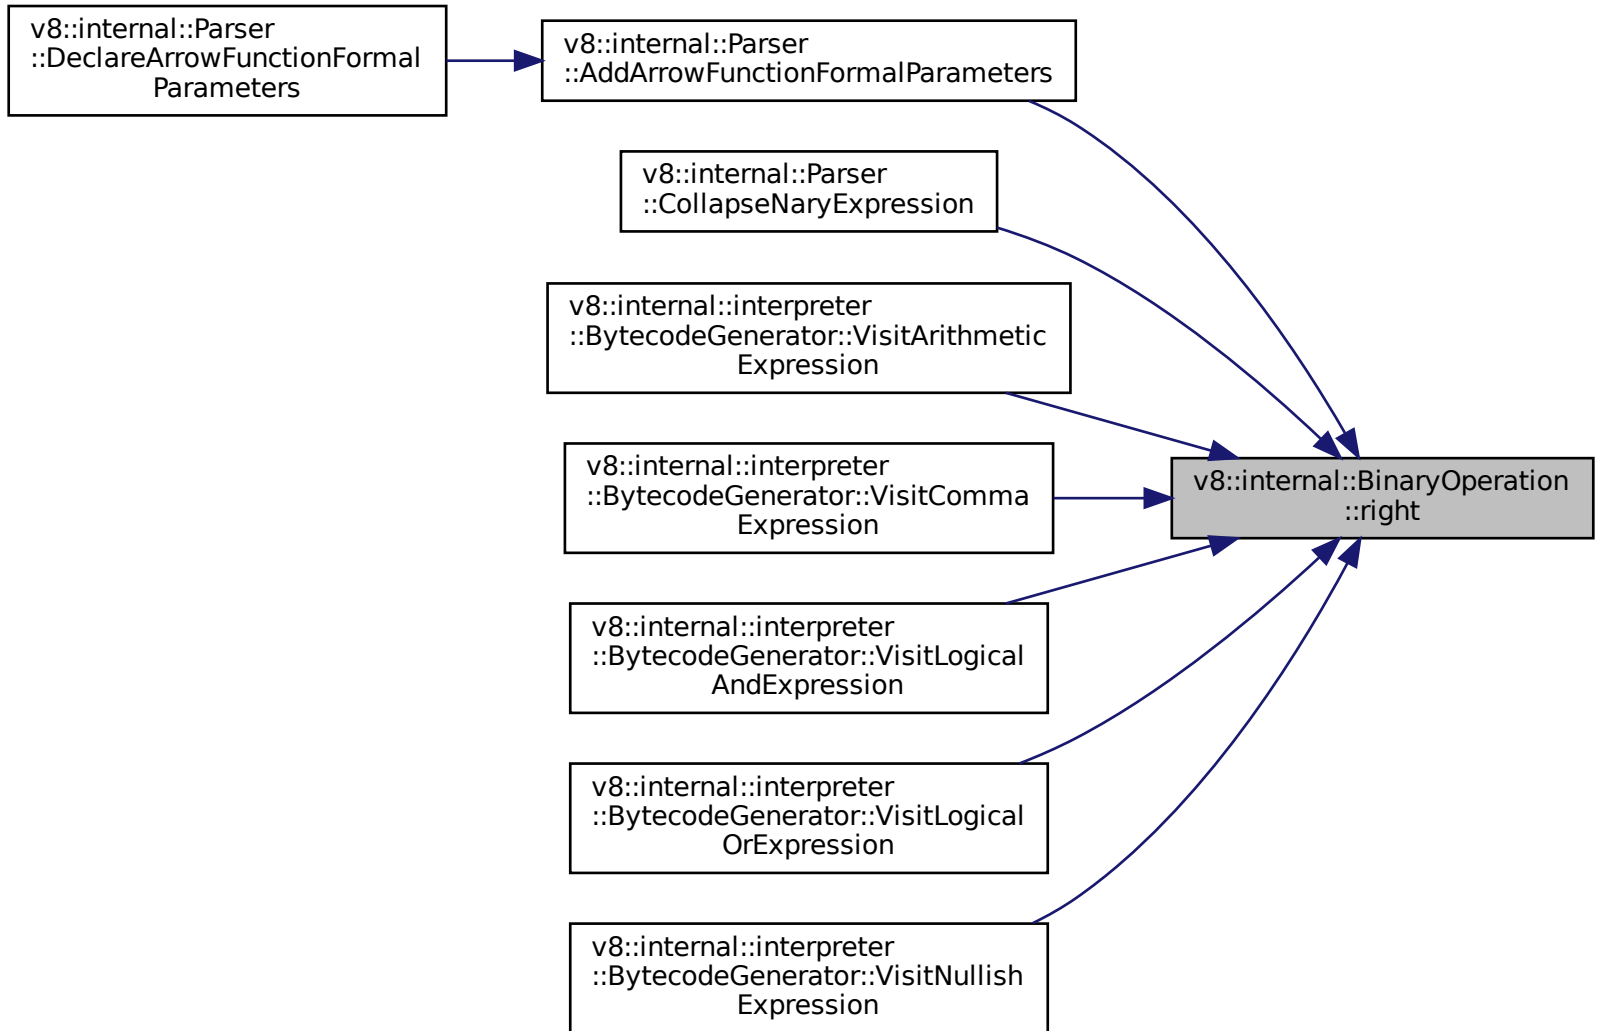 v8::internal::Parser
::DeclareArrowFunctionFormal
Parameters
v8::internal::Parser
::AddArrowFunctionFormalParameters
v8::internal::Parser
::CollapseNaryExpression
v8::internal::interpreter
::BytecodeGenerator::VisitArithmetic
Expression
v8::internal::interpreter
::BytecodeGenerator::VisitComma
Expression
v8::internal::BinaryOperation
::right
v8::internal::interpreter
::BytecodeGenerator::VisitLogical
AndExpression
v8::internal::interpreter
::BytecodeGenerator::VisitLogical
OrExpression
v8::internal::interpreter
::BytecodeGenerator::VisitNullish
Expression